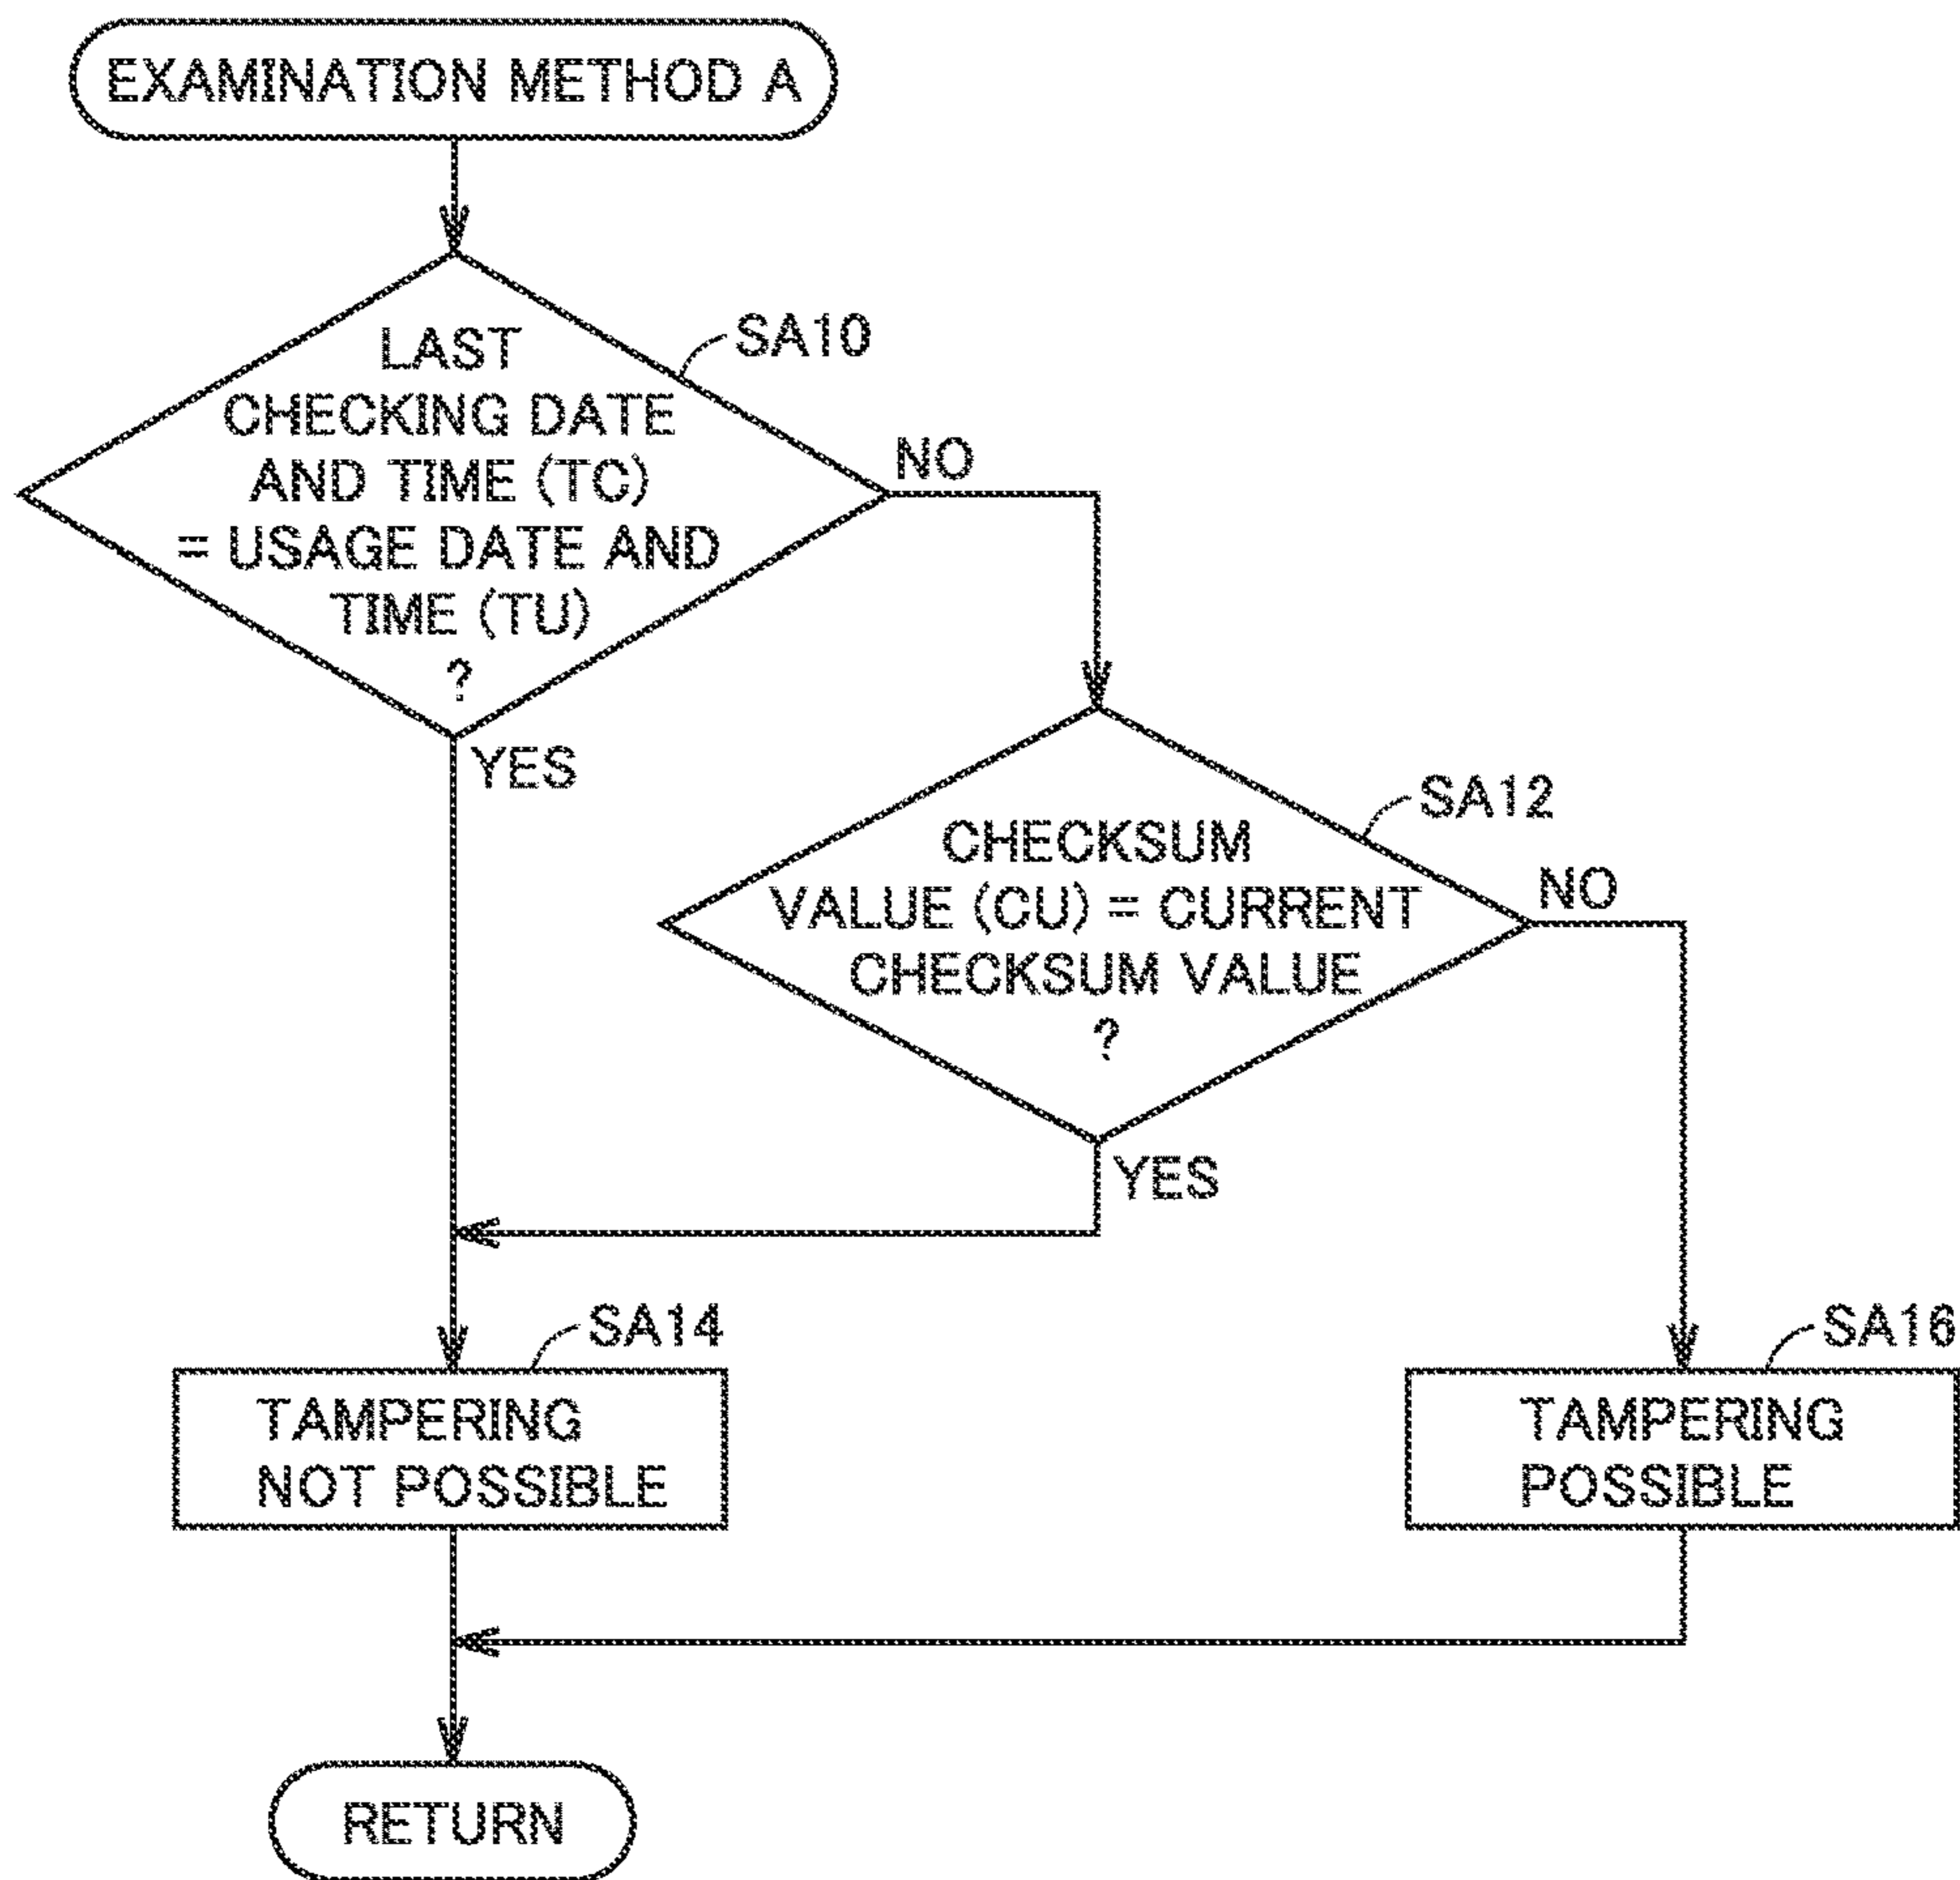 EXAMINATION METHOD A
LAST
CHECKING DATE
AND TIME (TC)
= USAGE DATE AND
TIME (TU)
?
SA10
NO
YES
CHECKSUM
VALUE (CU) = CURRENT
CHECKSUM VALUE
?
SA12
NO
YES
SA14
TAMPERING
NOT POSSIBLE
SA16
TAMPERING
POSSIBLE
RETURN